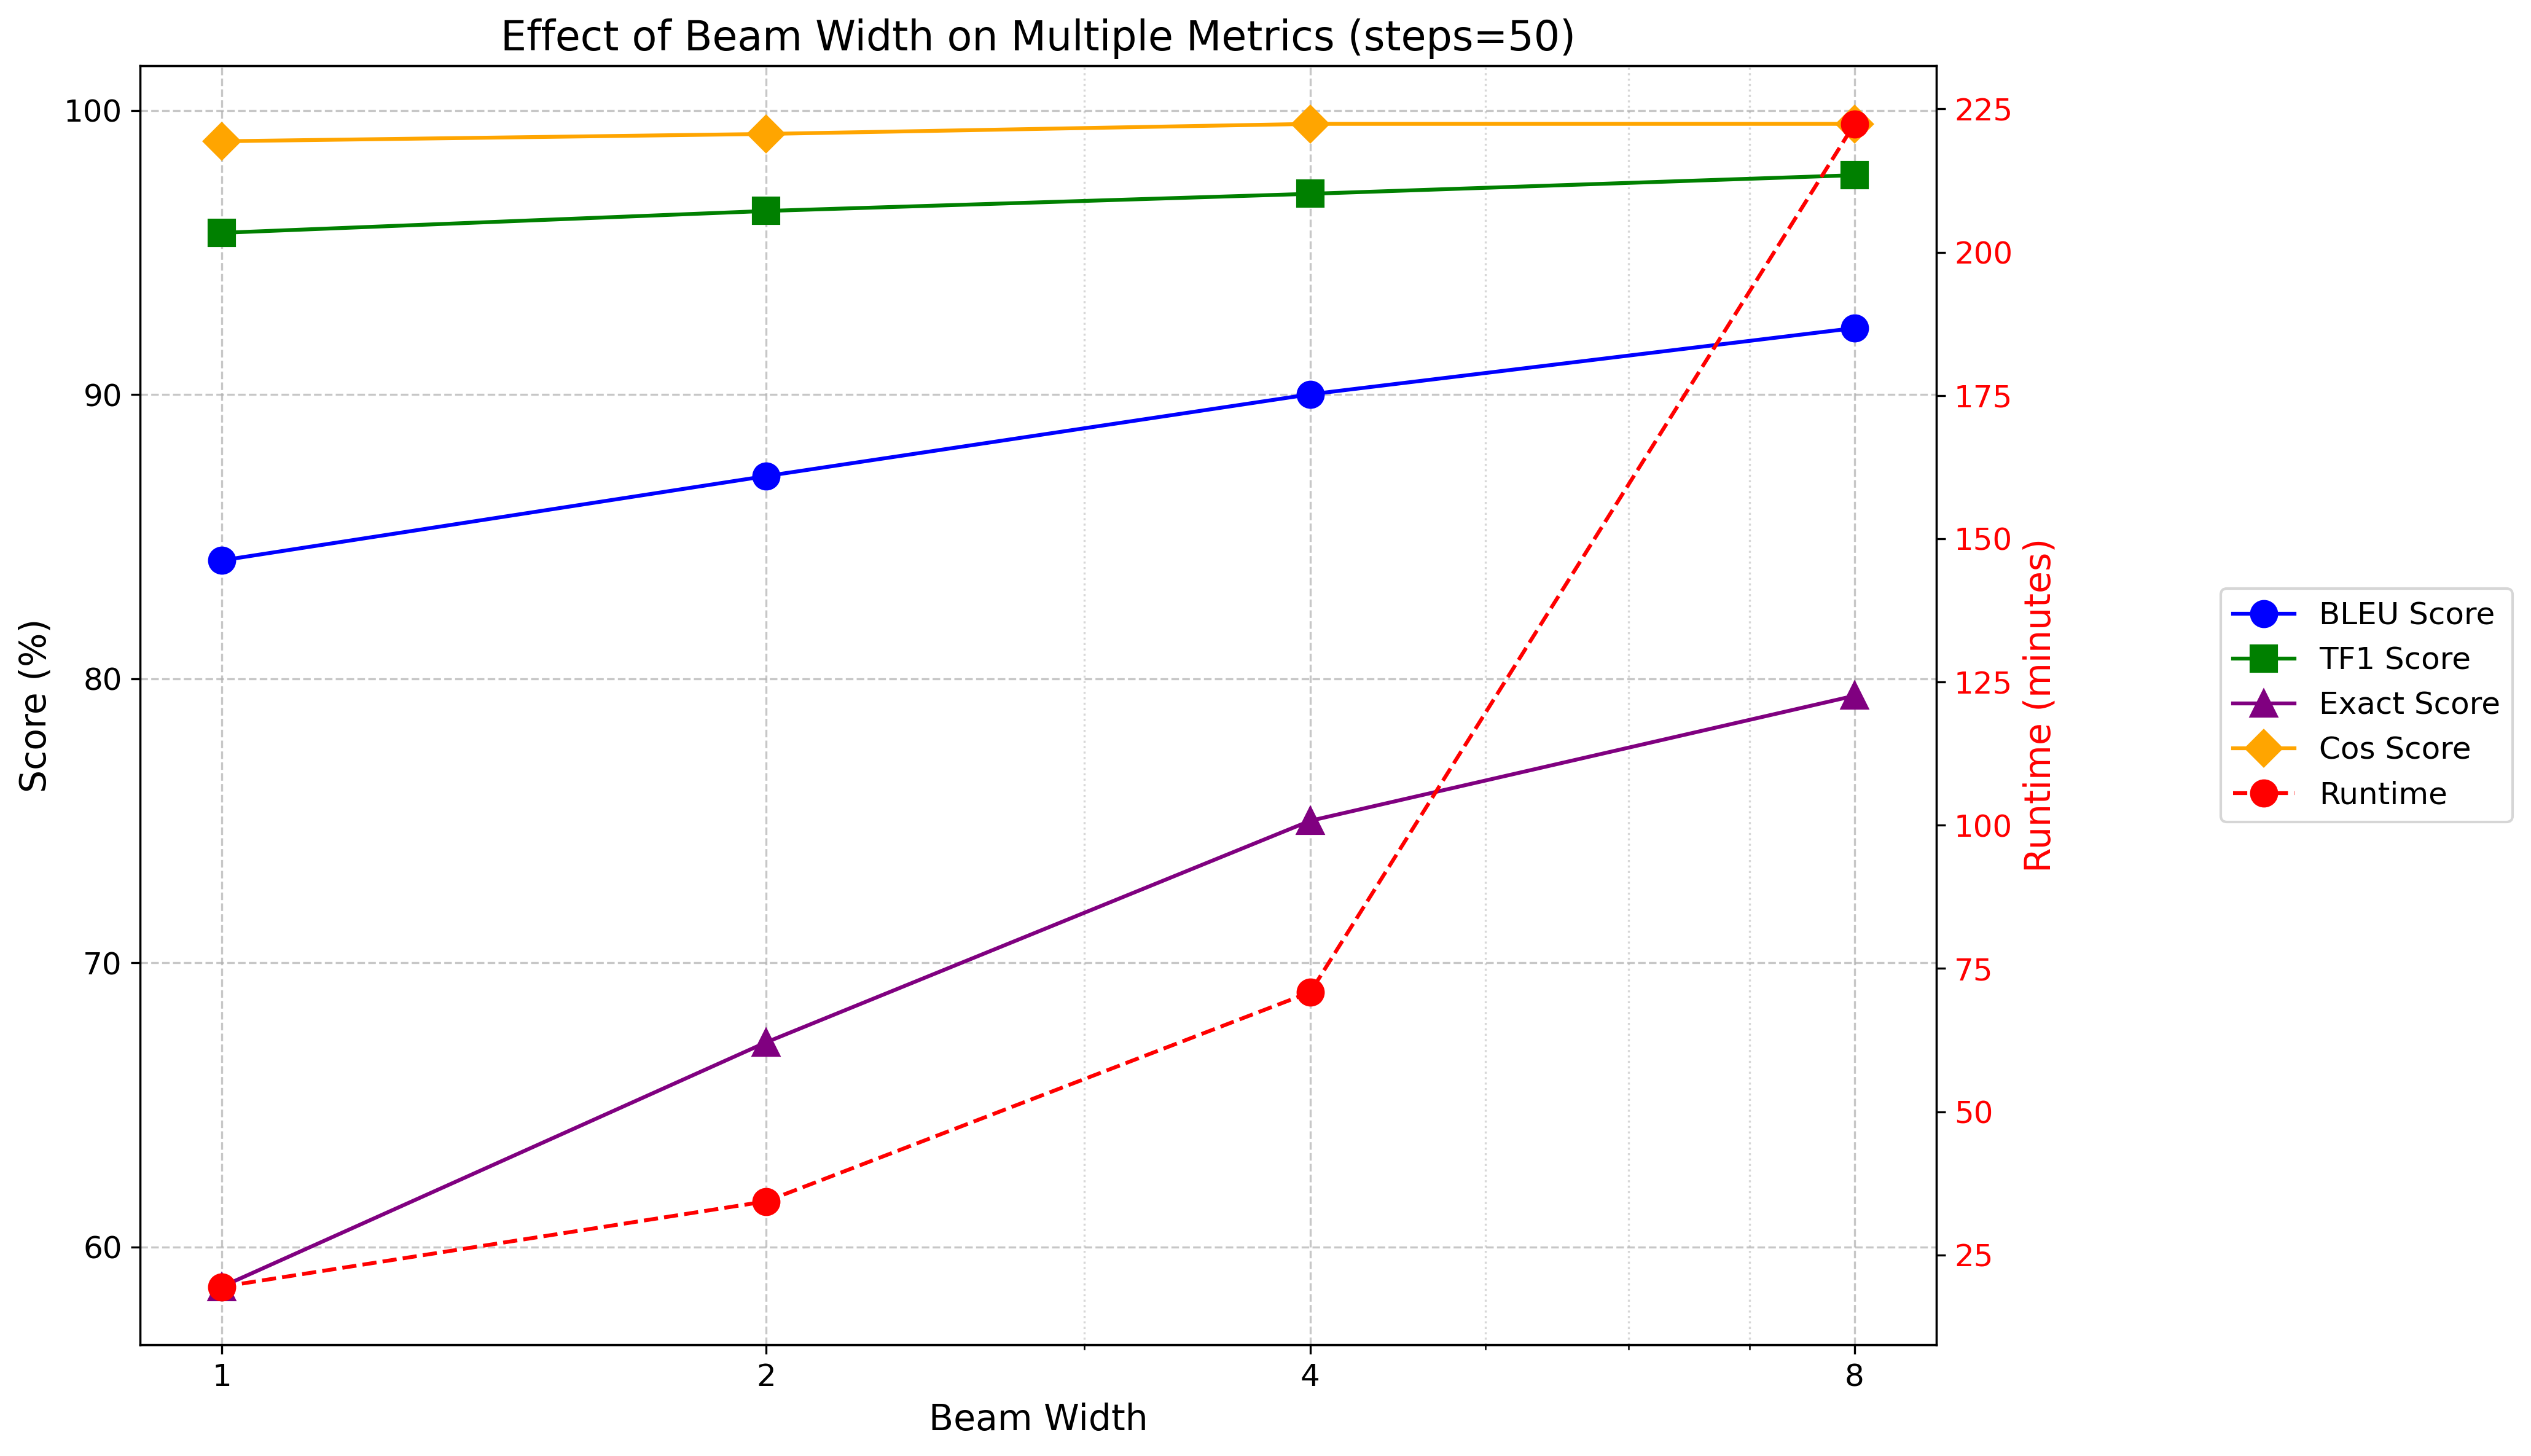 Effect of Beam Width on Multiple Metrics (steps=50)
Score (%)
100
90
80
70
60
1
2
4
8
Beam Width
225
200
175
150
125
100
75
50
25
Runtime (minutes)
BLEU Score
TF1 Score
Exact Score
Cos Score
Runtime